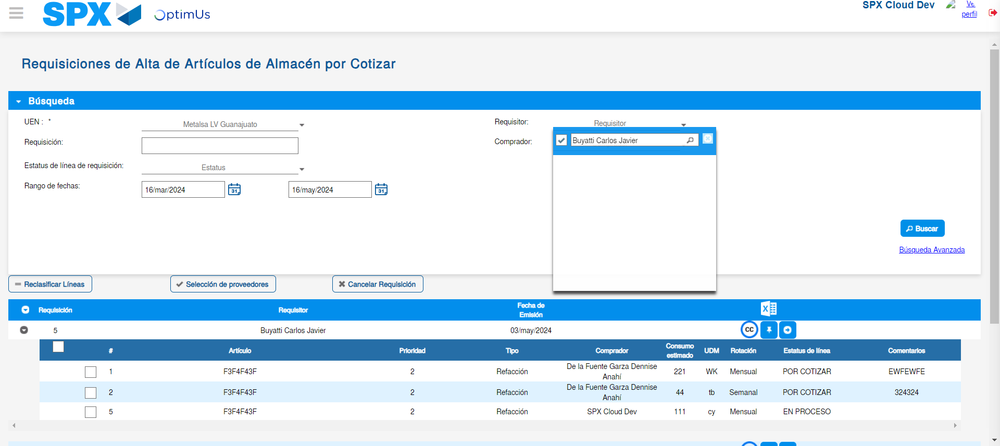 SPX
OptimUs
SPX Cloud Dev
Ve
perfil
Requisiciones de Alta de Artículos de Almacén por Cotizar
Búsqueda
UEN : *
Metalsa LV Guanajuato
Requisitor:
Requisitor
Requisición:
Comprador:
Buyatti Carlos Javier
Estatus de línea de requisición:
Estatus
Rango de fechas:
16/mar/2024
31
16/may/2024
31
Buscar
Búsqueda Avanzada
Reclasificar Líneas
Selección de proveedores
Cancelar Requisición
Requisición
Requisitor
Fecha de
Emisión
5
Buyatti Carlos Javier
03/may/2024
CC
# Artículo Prioridad Tipo Comprador Consumo estimado UDM Rotación Estatus de línea Comentarios
1 F3F4F43F 2 Refacción De la Fuente Garza Dennise Anahí 221 WK Mensual POR COTIZAR EWFEWFE
2 F3F4F43F 2 Refacción De la Fuente Garza Dennise Anahí 44 tb Semanal POR COTIZAR 324324
5 F3F4F43F 2 Refacción SPX Cloud Dev 111 cy Mensual EN PROCESO